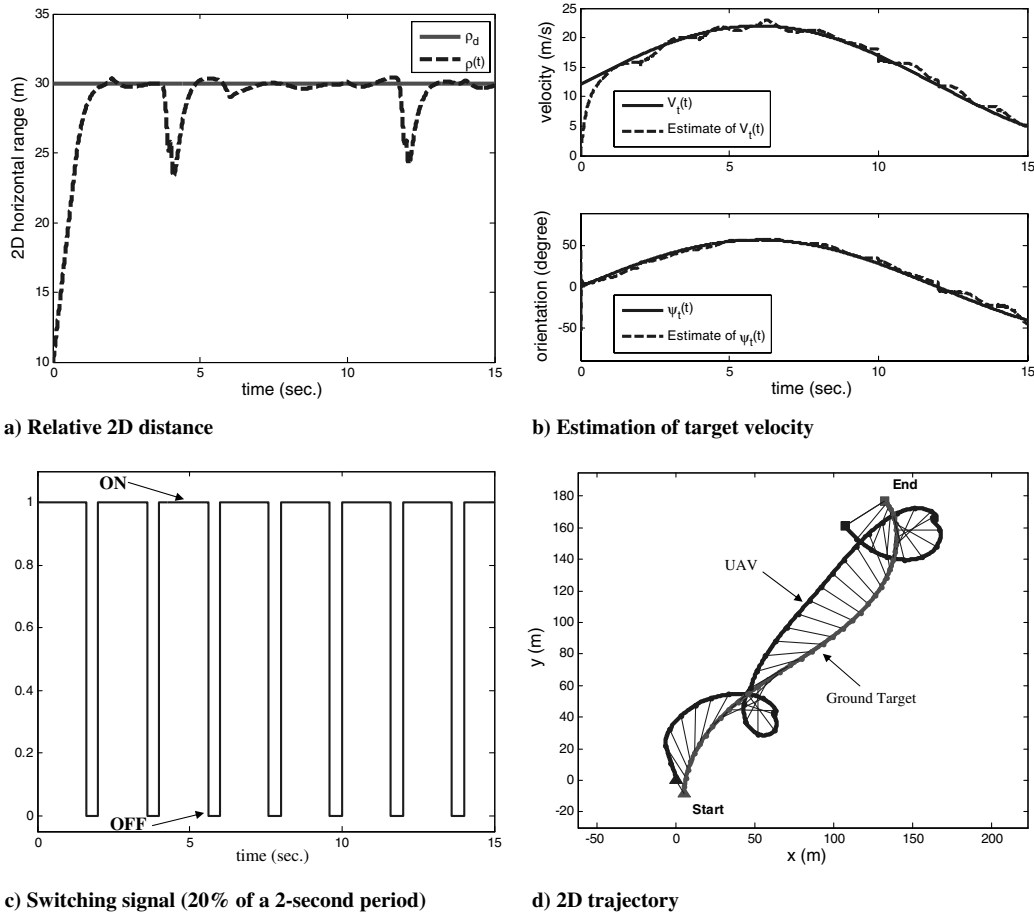 35
30
25
20
15
10
2D horizontal range (m)
ρd
ρ(t)
0
5
10
15
time (sec.)
a) Relative 2D distance
25
20
15
10
5
0
velocity (m/s)
Vt(t)
Estimate of Vt(t)
0
5
10
15
50
0
-50
orientation (degree)
ψt(t)
Estimate of ψt(t)
0
5
10
15
time (sec.)
b) Estimation of target velocity
1
0.8
0.6
0.4
0.2
0
ON
OFF
0
5
10
15
time (sec.)
c) Switching signal (20% of a 2-second period)
180
160
140
120
100
80
60
40
20
0
-20
y (m)
End
UAV
Ground Target
Start
-50
0
50
100
150
200
x (m)
d) 2D trajectory